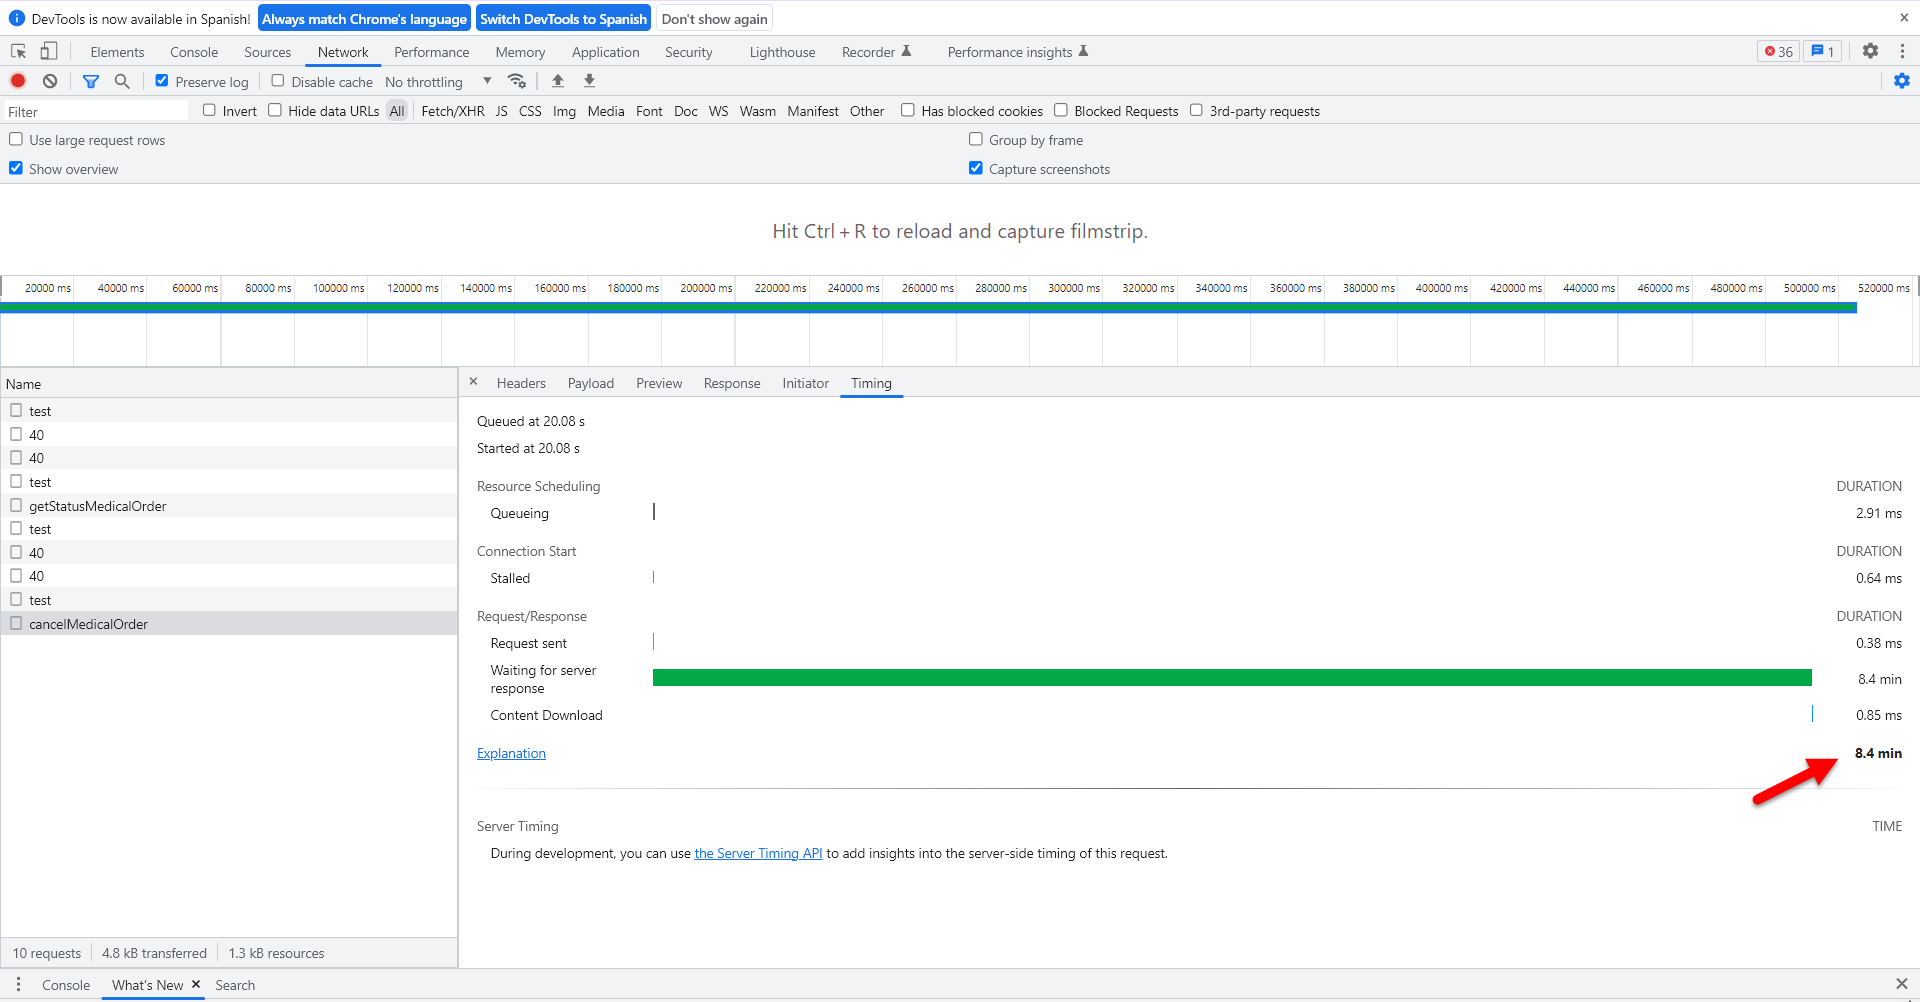 DevTools is now available in Spanish! Always match Chrome's language Switch DevTools to Spanish Don't show again
Elements Console Sources Network Performance Memory Application Security Lighthouse Recorder Performance insights 36 1
Preserve log Disable cache No throttling
Filter Invert Hide data URLs All Fetch/XHR JS CSS Img Media Font Doc WS Wasm Manifest Other Has blocked cookies Blocked Requests 3rd-party requests
Use large request rows Group by frame
Show overview Capture screenshots
Hit Ctrl + R to reload and capture filmstrip.
20000 ms 40000 ms 60000 ms 80000 ms 100000 ms 120000 ms 140000 ms 160000 ms 180000 ms 200000 ms 220000 ms 240000 ms 260000 ms 280000 ms 300000 ms 320000 ms 340000 ms 360000 ms 380000 ms 400000 ms 420000 ms 440000 ms 460000 ms 480000 ms 500000 ms 520000 ms
Name
test
40
40
test
getStatusMedicalOrder
test
40
40
test
cancelMedicalOrder
10 requests 4.8 kB transferred 1.3 kB resources
Headers Payload Preview Response Initiator Timing
Queued at 20.08 s
Started at 20.08 s
Resource Scheduling DURATION
Queueing 2.91 ms
Connection Start DURATION
Stalled 0.64 ms
Request/Response DURATION
Request sent 0.38 ms
Waiting for server
response 8.4 min
Content Download 0.85 ms
Explanation 8.4 min
Server Timing TIME
During development, you can use the Server Timing API to add insights into the server-side timing of this request.
Console What's New Search